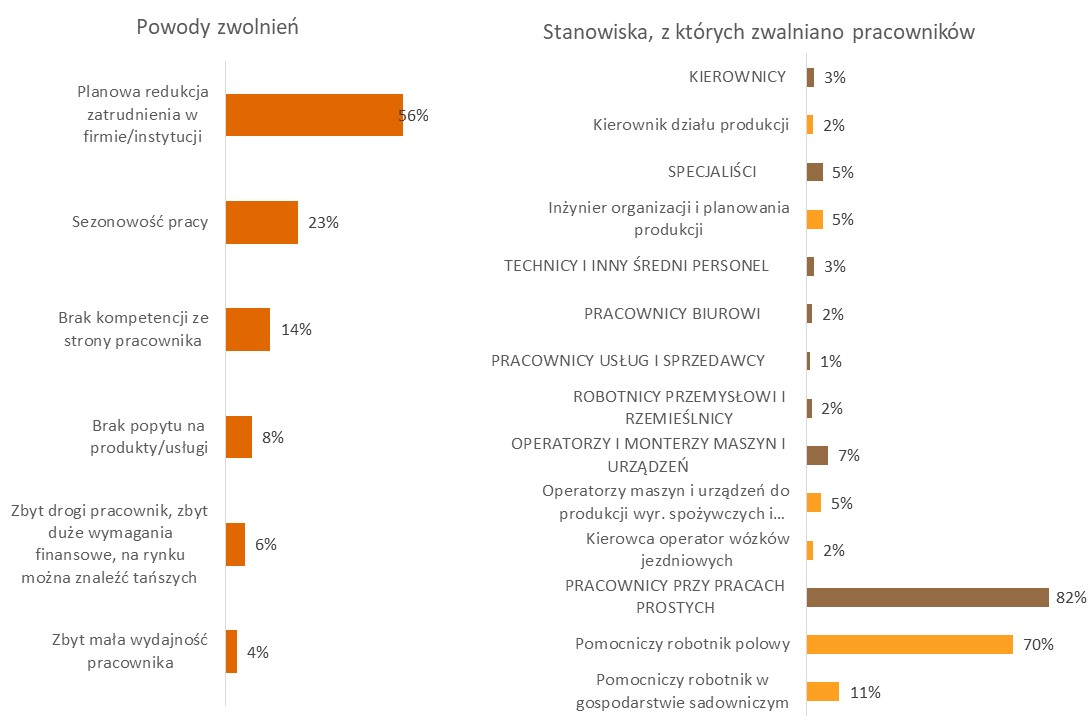 Powody zwolnień
Planowa redukcja
zatrudnienia w
firmie/instytucji
56%
Sezonowość pracy
23%
Brak kompetencji ze
strony pracownika
14%
Brak popytu na
produkty/usługi
8%
Zbyt drogi pracownik, zbyt
duże wymagania
finansowe, na rynku
można znaleźć tańszych
6%
Zbyt mała wydajność
pracownika
4%
Stanowiska, z których zwalniano pracowników
KIEROWNICY
3%
Kierownik działu produkcji
2%
SPECJALIŚCI
5%
Inżynier organizacji i planowania
produkcji
5%
TECHNICY I INNY ŚREDNI PERSONEL
3%
PRACOWNICY BIUROWI
2%
PRACOWNICY USŁUG I SPRZEDAWCY
1%
ROBOTNICY PRZEMYSŁOWI I
RZEMIEŚLNICY
2%
OPERATORZY I MONTERZY MASZYN I
URZĄDZEŃ
7%
Operatorzy maszyn i urządzeń do
produkcji wyr. spożywczych i…
5%
Kierowca operator wózków
jezdniowych
2%
PRACOWNICY PRZY PRACACH
PROSTYCH
82%
Pomocniczy robotnik polowy
70%
Pomocniczy robotnik w
gospodarstwie sadowniczym
11%